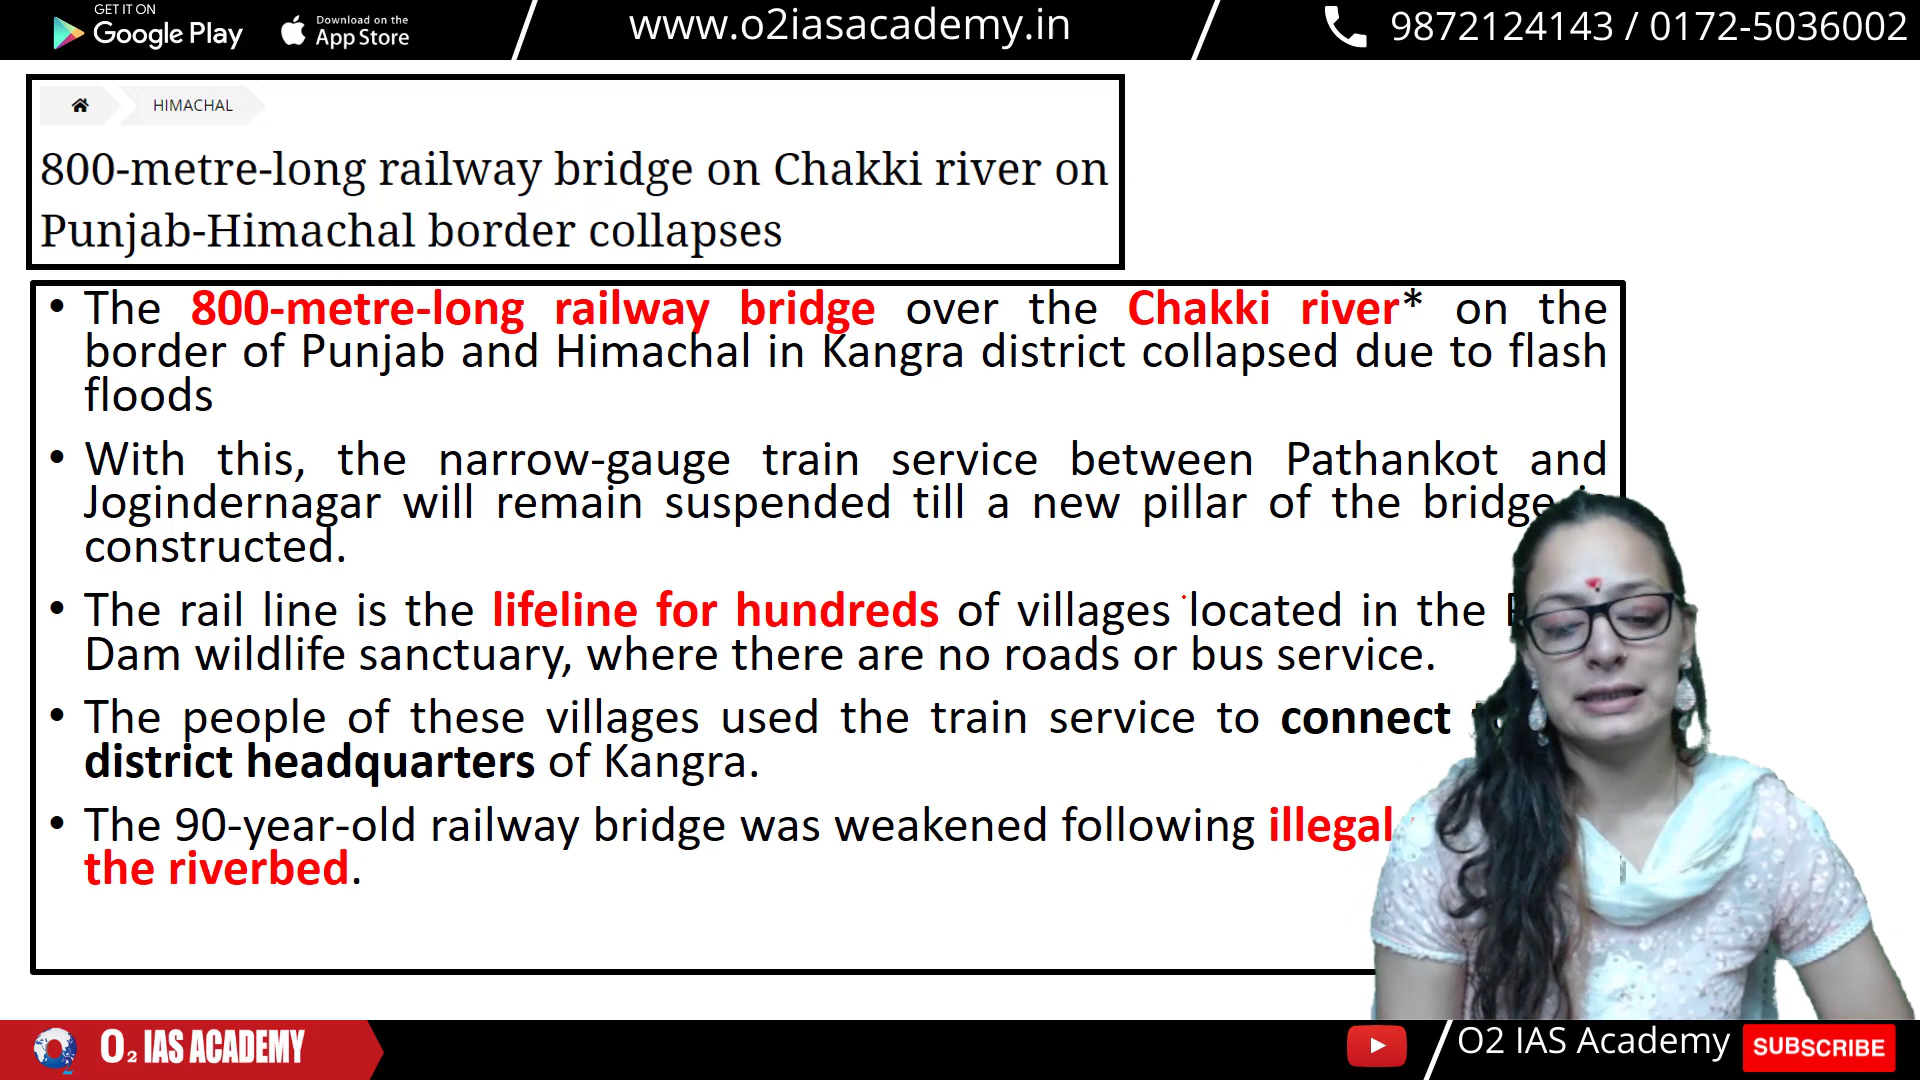 GET IT ON
Google Play
Download on the
App Store
www.o2iasacademy.in
9872124143 / 0172-5036002
HIMACHAL
800-metre-long railway bridge on Chakki river on
Punjab-Himachal border collapses
• The 800-metre-long railway bridge over the Chakki river* on the
border of Punjab and Himachal in Kangra district collapsed due to flash
floods
• With this, the narrow-gauge train service between Pathankot and
Jogindernagar will remain suspended till a new pillar of the bridge
constructed.
• The rail line is the lifeline for hundreds of villages located in the
Dam wildlife sanctuary, where there are no roads or bus service.
• The people of these villages used the train service to connect
district headquarters of Kangra.
• The 90-year-old railway bridge was weakened following illegal
the riverbed.
O2 IAS ACADEMY
O2 IAS Academy
SUBSCRIBE